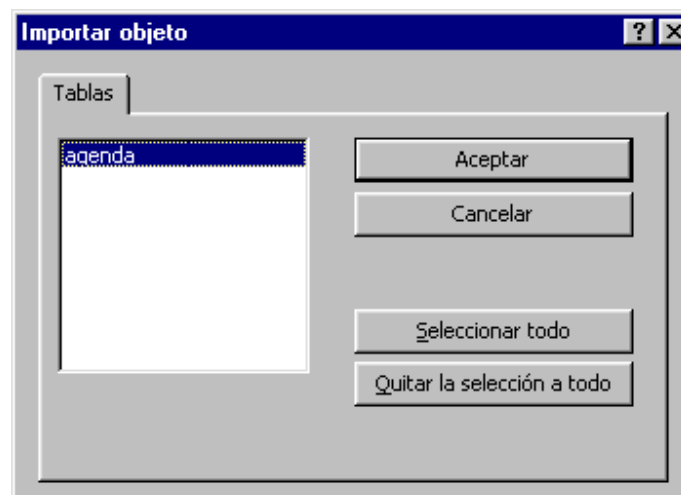 Importar objeto
Tablas
agenda
Aceptar
Cancelar
Seleccionar todo
Quitar la selección a todo